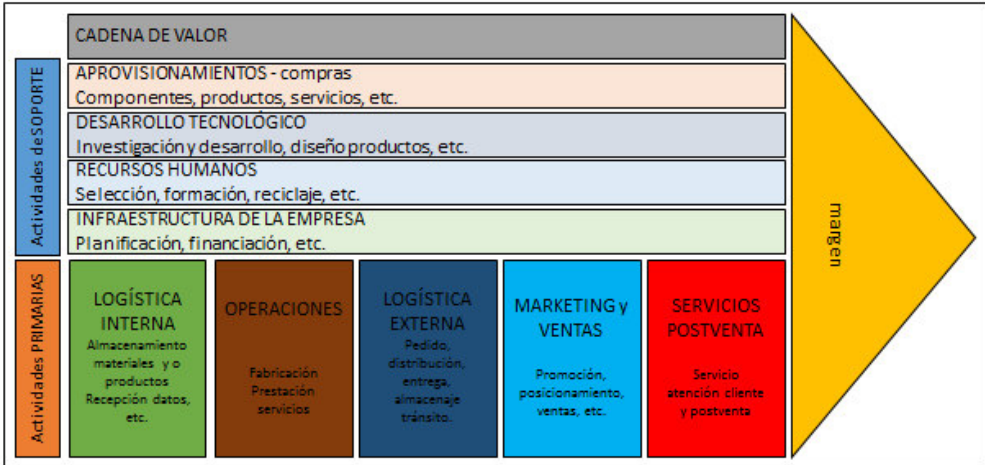 CADENA DE VALOR
Actividades de SOPORTE
APROVISIONAMIENTOS - compras
Componentes, productos, servicios, etc.
DESARROLLO TECNOLÓGICO
Investigación y desarrollo, diseño productos, etc.
RECURSOS HUMANOS
Selección, formación, reciclaje, etc.
INFRAESTRUCTURA DE LA EMPRESA
Planificación, financiación, etc.
Actividades PRIMARIAS
LOGÍSTICA
INTERNA
Almacenamiento
materiales y o
productos
Recepción datos,
etc.
OPERACIONES
Fabricación
Prestación
servicios
LOGÍSTICA
EXTERNA
Pedido,
distribución,
entrega,
almacenaje
tránsito.
MARKETING y
VENTAS
Promoción,
posicionamiento,
ventas, etc.
SERVICIOS
POSTVENTA
Servicio
atención cliente
y postventa
margen